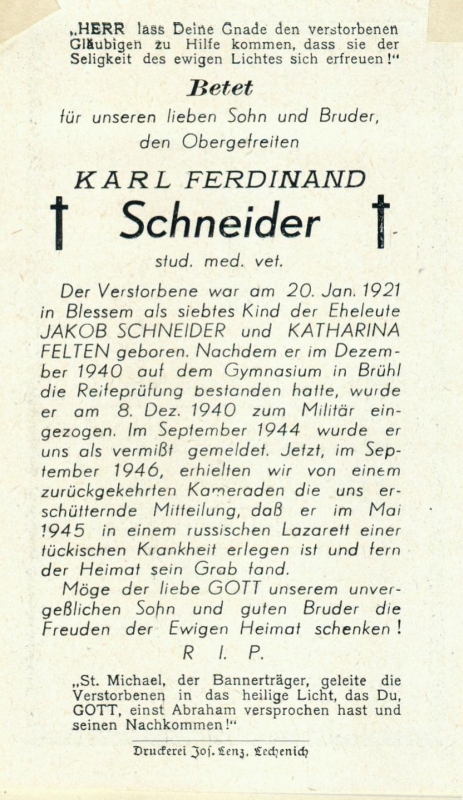 „HERR lass Deine Gnade den verstorbenen
Gläubigen zu Hilfe kommen, dass sie der
Seligkeit des ewigen Lichtes sich erfreuen!“
Betet
für unseren lieben Sohn und Bruder,
den Obergefreiten
KARL FERDINAND
† Schneider †
stud. med. vet.
Der Verstorbene war am 20. Jan. 1921
in Blessem als siebtes Kind der Eheleute
JAKOB SCHNEIDER und KATHARINA
FELTEN geboren. Nachdem er im Dezem-
ber 1940 auf dem Gymnasium in Brühl
die Reifeprüfung bestanden hatte, wurde
er am 8. Dez. 1940 zum Militär ein-
gezogen. Im September 1944 wurde er
uns als vermißt gemeldet. Jetzt, im Sep-
tember 1946, erhielten wir von einem
zurückgekehrten Kameraden die uns er-
schütternde Mitteilung, daß er im Mai
1945 in einem russischen Lazarett einer
tückischen Krankheit erlegen ist und fern
der Heimat sein Grab fand.
Möge der liebe GOTT unserem unver-
geßlichen Sohn und guten Bruder die
Freuden der Ewigen Heimat schenken!
R I. P.
„St. Michael, der Bannerträger, geleite die
Verstorbenen in das heilige Licht, das Du,
GOTT, einst Abraham versprochen hast und
seinen Nachkommen!“
Druckerei Jos. Lenz, Lechenich